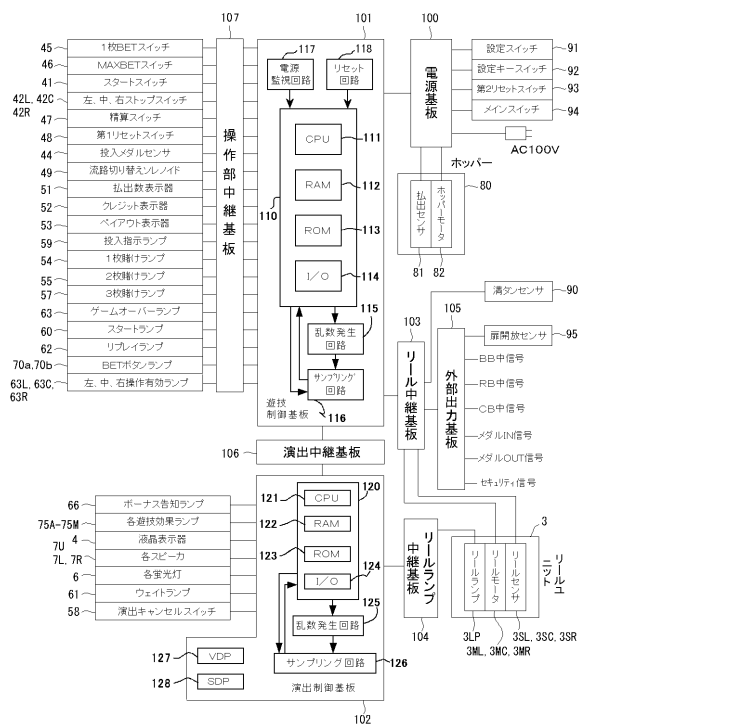 107
101
100
45
1枚BETスイッチ
46
MAXBETスイッチ
41
スタートスイッチ
42L, 42C
42R
左、中、右ストップスイッチ
47
精算スイッチ
48
第1リセットスイッチ
44
投入メダルセンサ
49
流路切り替えソレノイド
51
払出数表示器
52
クレジット表示器
53
ペイアウト表示器
59
投入指示ランプ
54
1枚賭けランプ
55
2枚賭けランプ
57
3枚賭けランプ
63
ゲームオーバーランプ
60
スタートランプ
62
リプレイランプ
70a,70b
BETボタンランプ
63L, 63C,
63R
左、中、右操作有効ランプ
操作部中継基板
117
118
電源
監視回路
リセット
回路
110
CPU
111
RAM
112
ROM
113
I/O
114
115
乱数発生
回路
サンプリング
回路
116
遊技
制御基板
電源基板
設定スイッチ
91
設定キースイッチ
92
第2リセットスイッチ
93
メインスイッチ
94
AC100V
ホッパー
80
払出センサ
ホッパーモータ
81
82
満タンセンサ
90
103
105
リール中継基板
外部出力基板
扉開放センサ
95
BB中信号
RB中信号
CB中信号
メダルIN信号
メダルOUT信号
セキュリティ信号
106
演出中継基板
66
ボーナス告知ランプ
75A-75M
各遊技効果ランプ
4
液晶表示器
7U
7L, 7R
各スピーカ
6
各蛍光灯
61
ウェイトランプ
58
演出キャンセルスイッチ
120
121
CPU
122
RAM
123
ROM
124
I/O
125
乱数発生回路
サンプリング回路
126
127
VDP
128
SDP
演出制御基板
102
リールランプ
中継基板
104
3
リールランプ
リールモータ
リールセンサ
リールユ
ニット
3LP
3SL, 3SC, 3SR
3ML, 3MC, 3MR